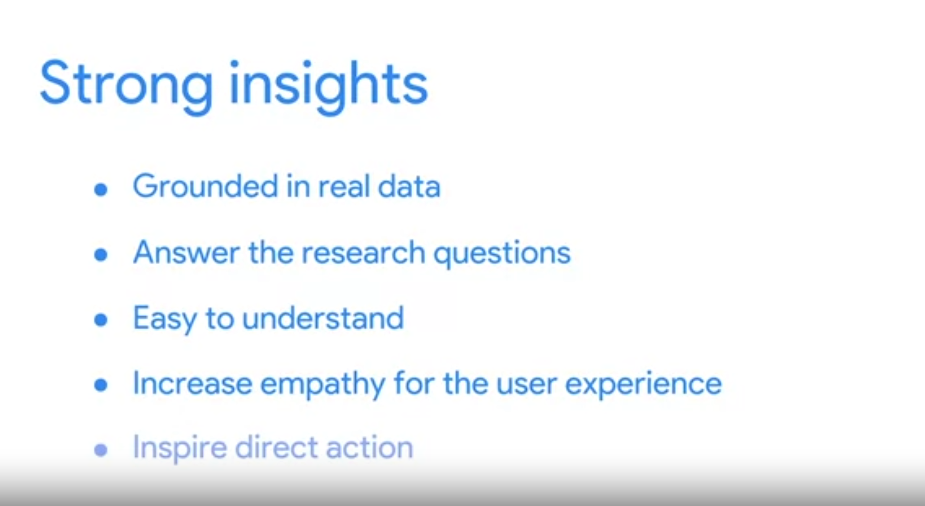 Strong insights
● Grounded in real data
● Answer the research questions
● Easy to understand
● Increase empathy for the user experience
● Inspire direct action